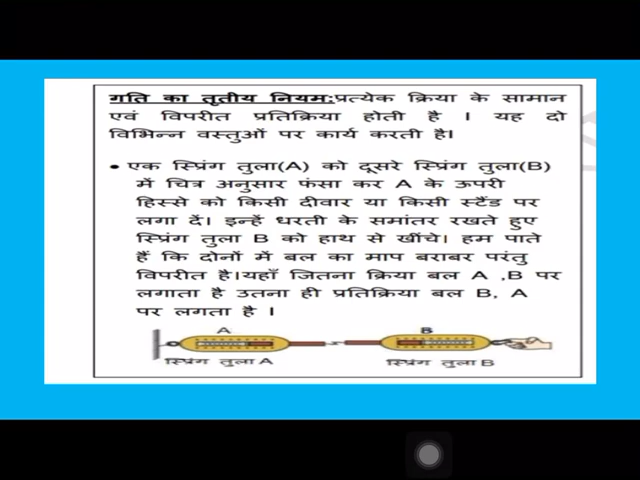 गति का तृतीय नियम:प्रत्येक क्रिया के सामान
एवं विपरीत प्रतिक्रिया होती है । यह दो
विभिन्न वस्तुओं पर कार्य करती है।
• एक स्प्रिंग तुला(A) को दूसरे स्प्रिंग तुला(B)
में चित्र अनुसार फंसा कर A के ऊपरी
हिस्से को किसी दीवार या किसी स्टैंड पर
लगा दें। इन्हें धरती के समांतर रखते हुए
स्प्रिंग तुला B को हाथ से खींचे। हम पाते
हैं कि दोनों में बल का माप बराबर परंतु
विपरीत है।यहाँ जितना क्रिया बल A ,B पर
लगाता है उतना ही प्रतिक्रिया बल B, A
पर लगता है ।
A B
स्प्रिंग तुला A स्प्रिंग तुला B